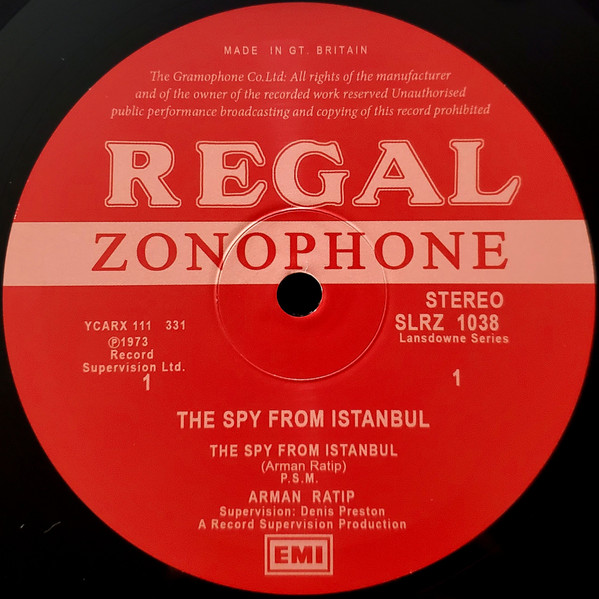 MADE IN GT. BRITAIN
The Gramophone Co.Ltd: All rights of the manufacturer
and of the owner of the recorded work reserved Unauthorised
public performance broadcasting and copying of this record prohibited
REGAL
ZONOPHONE
STEREO
SLRZ 1038
Lansdowne Series
YCARX 111 331
Ⓟ1973
Record
Supervision Ltd.
1
1
THE SPY FROM ISTANBUL
THE SPY FROM ISTANBUL
(Arman Ratip)
P.S.M.
ARMAN RATIP
Supervision: Denis Preston
A Record Supervision Production
EMI